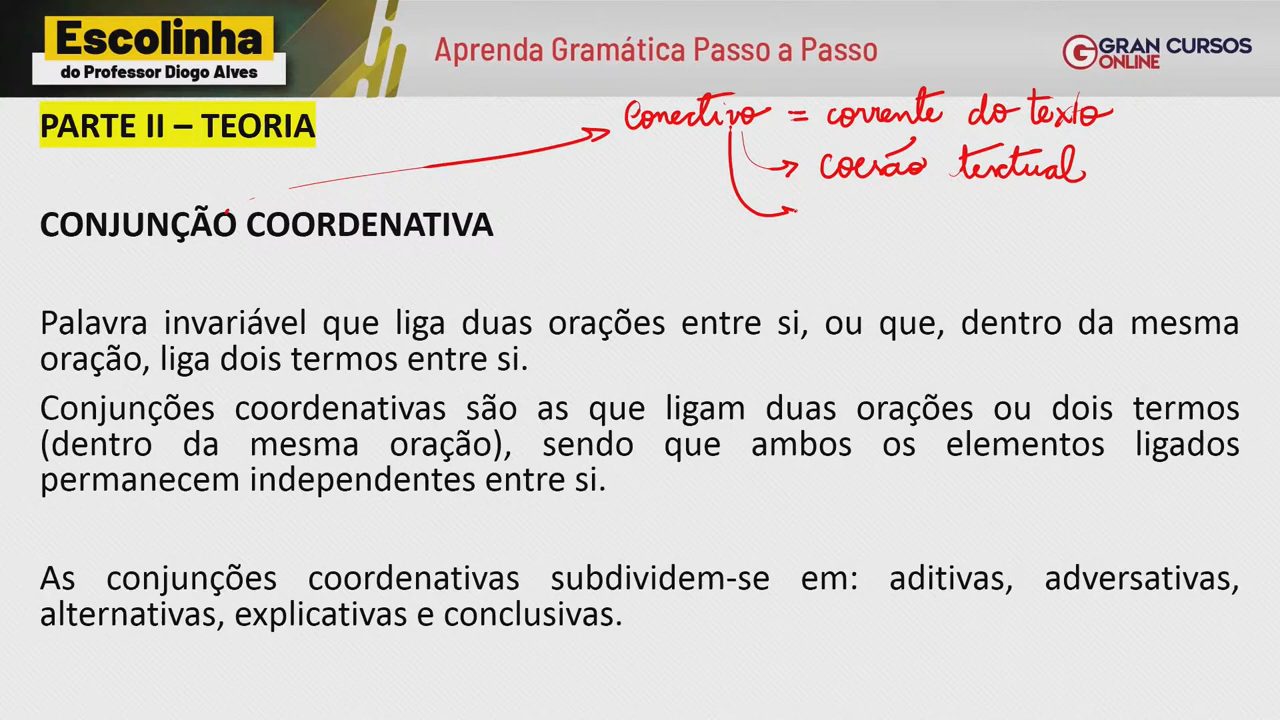 Escolinha
do Professor Diogo Alves
Aprenda Gramática Passo a Passo
GRAN CURSOS
ONLINE
PARTE II – TEORIA
Conectivo = corrente do texto
coesão textual
CONJUNÇÃO COORDENATIVA
Palavra invariável que liga duas orações entre si, ou que, dentro da mesma
oração, liga dois termos entre si.
Conjunções coordenativas são as que ligam duas orações ou dois termos
(dentro da mesma oração), sendo que ambos os elementos ligados
permanecem independentes entre si.
As conjunções coordenativas subdividem-se em: aditivas, adversativas,
alternativas, explicativas e conclusivas.